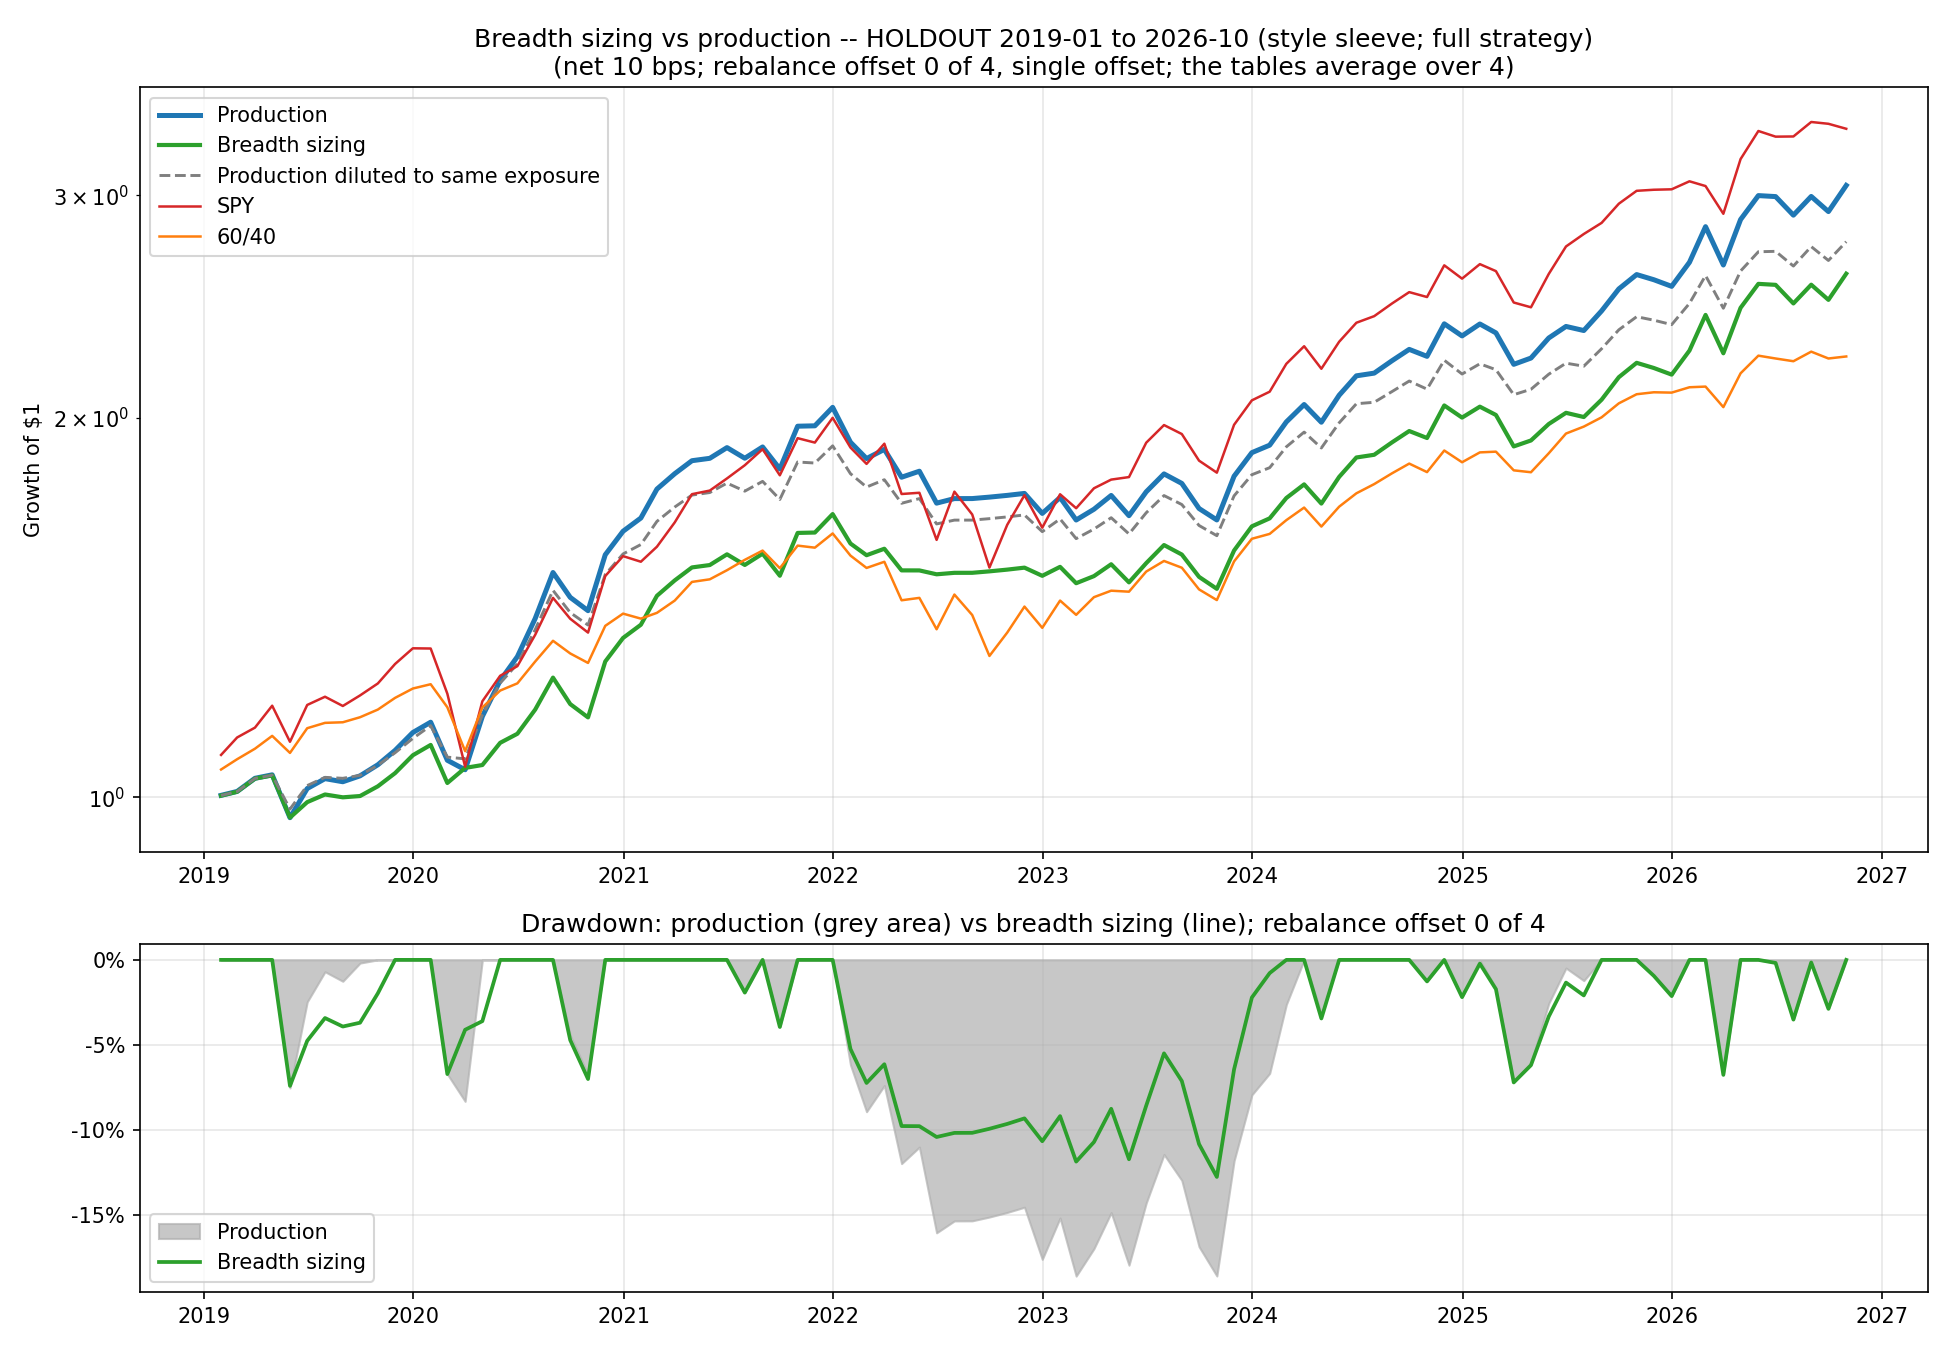 Breadth sizing vs production -- HOLDOUT 2019-01 to 2026-10 (style sleeve; full strategy)
(net 10 bps; rebalance offset 0 of 4, single offset; the tables average over 4)
Production
Breadth sizing
Production diluted to same exposure
SPY
60/40
3 × 10⁰
2 × 10⁰
10⁰
Growth of $1
2019 2020 2021 2022 2023 2024 2025 2026 2027
Drawdown: production (grey area) vs breadth sizing (line); rebalance offset 0 of 4
0%
-5%
-10%
-15%
Production
Breadth sizing
2019 2020 2021 2022 2023 2024 2025 2026 2027